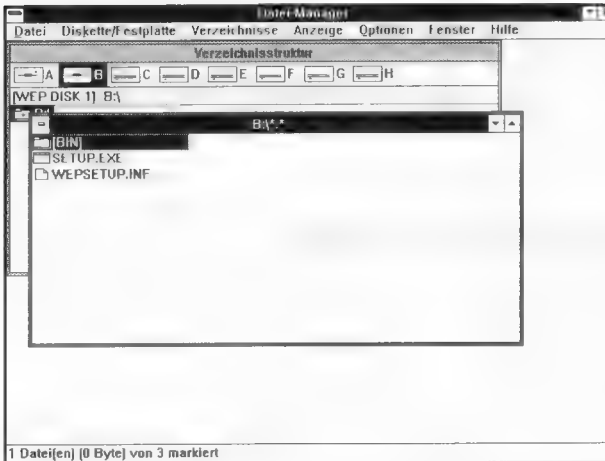 Datei-Manager
Datei Diskette/Festplatte Verzeichnisse Anzeige Optionen Fenster Hilfe
Verzeichnisstruktur
A B C D E F G H
[WEP DISK 1] B:\
B:\*.*
[BIN]
SETUP.EXE
WEPSETUP.INF
1 Datei(en) (0 Byte) von 3 markiert